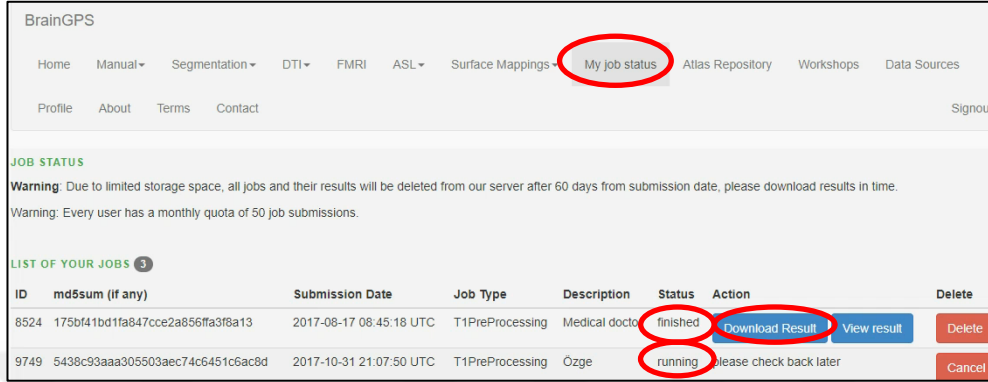 BrainGPS
Home Manual Segmentation DTI FMRI ASL Surface Mappings My job status Atlas Repository Workshops Data Sources
Profile About Terms Contact Signou
JOB STATUS
Warning: Due to limited storage space, all jobs and their results will be deleted from our server after 60 days from submission date, please download results in time.
Warning: Every user has a monthly quota of 50 job submissions.
LIST OF YOUR JOBS 3
ID md5sum (if any) Submission Date Job Type Description Status Action Delete
8524 2017-08-17 08:45:18 UTC T1PreProcessing Medical docto finished Download Result View result Delete
9749 5438c93aaa305503aec74c6451c6ac8d 2017-10-31 21:07:50 UTC T1PreProcessing Özge running please check back later Cancel